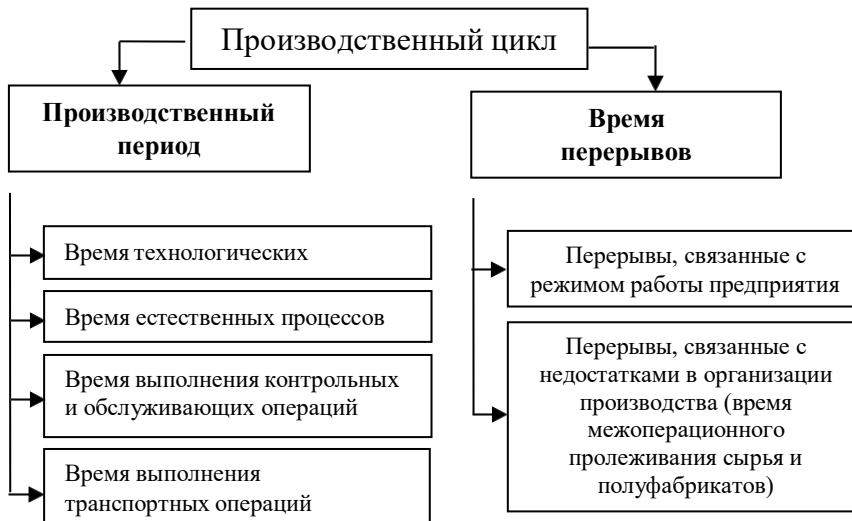 Производственный цикл
Производственный
период
Время технологических
Время естественных процессов
Время выполнения контрольных
и обслуживающих операций
Время выполнения
транспортных операций
Время
перерывов
Перерывы, связанные с
режимом работы предприятия
Перерывы, связанные с
недостатками в организации
производства (время
межоперационного
пролеживания сырья и
полуфабрикатов)